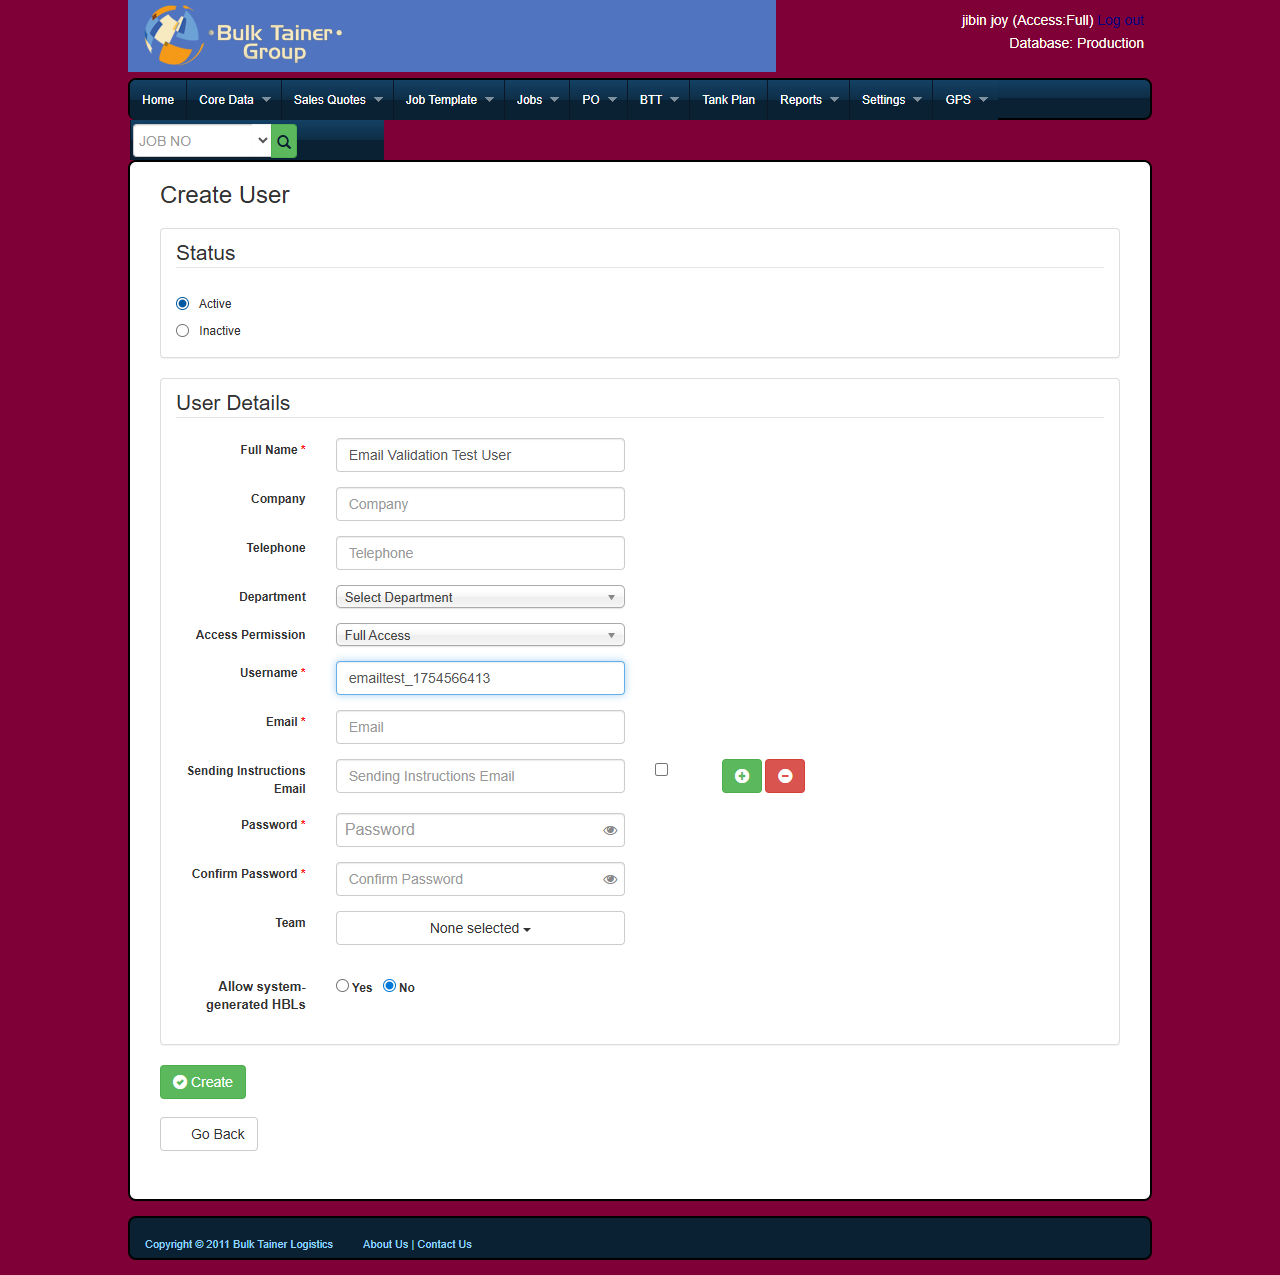 •Bulk Tainer•
Group
jibin joy (Access:Full) Log out
Database: Production
Home Core Data Sales Quotes Job Template Jobs PO BTT Tank Plan Reports Settings GPS
JOB NO
Create User
Status
Active
Inactive
User Details
Full Name * Email Validation Test User
Company Company
Telephone Telephone
Department Select Department
Access Permission Full Access
Username * emailtest_1754566413
Email * Email
Sending Instructions Email Sending Instructions Email
Password * Password
Confirm Password * Confirm Password
Team None selected
Allow system-
generated HBLs Yes No
Create
Go Back
Copyright © 2011 Bulk Tainer Logistics About Us | Contact Us